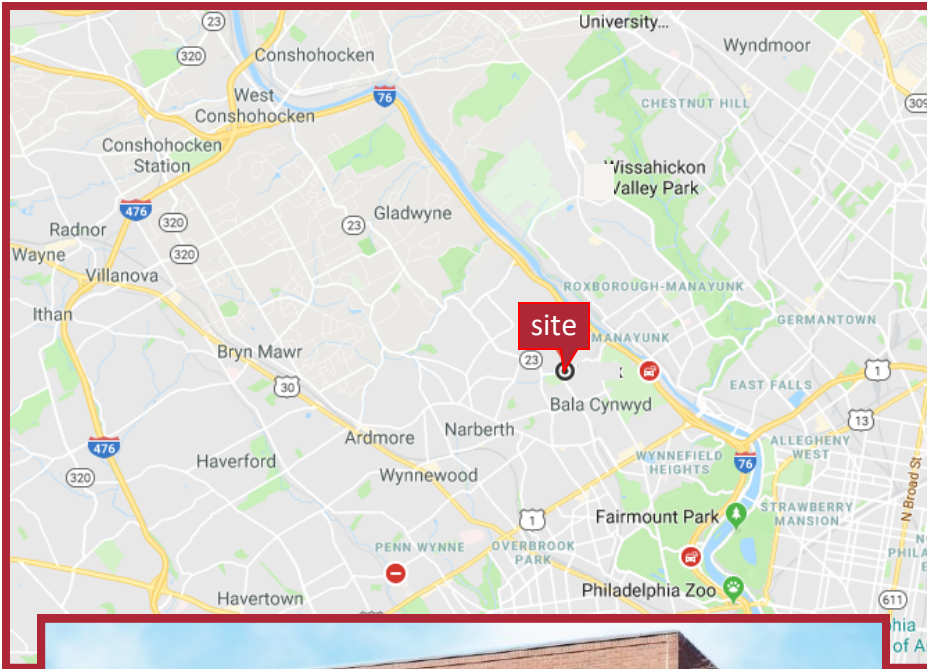 University...
23
Wyndmoor
320
Conshohocken
76
West
Conshohocken
CHESTNUT HILL
309
Conshohocken
Station
Wissahickon
Valley Park
476
320
Gladwyne
23
Radnor
320
Wayne
Villanova
ROXBOROUGH-MANAYUNK
Ithan
site
GERMANTOWN
MANAYUNK
Bryn Mawr
23
1
30
EAST FALLS
Bala Cynwyd
13
Narberth
Ardmore
ALLEGHENY
WEST
476
Haverford
WYNNEFIELD
HEIGHTS
76
320
Wynnewood
N Broad St
STRAWBERRY
MANSION
1
Fairmount Park
PENN WYNNE
OVERBROOK
PARK
Philadelphia Zoo
Havertown
611